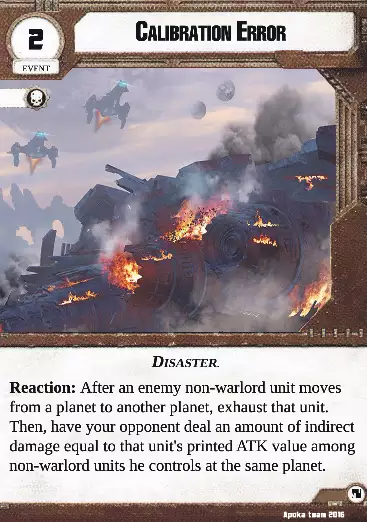 2
CALIBRATION ERROR
EVENT
DISASTER.
Reaction: After an enemy non-warlord unit moves
from a planet to another planet, exhaust that unit.
Then, have your opponent deal an amount of indirect
damage equal to that unit's printed ATK value among
non-warlord units he controls at the same planet.
Apoka team 2016